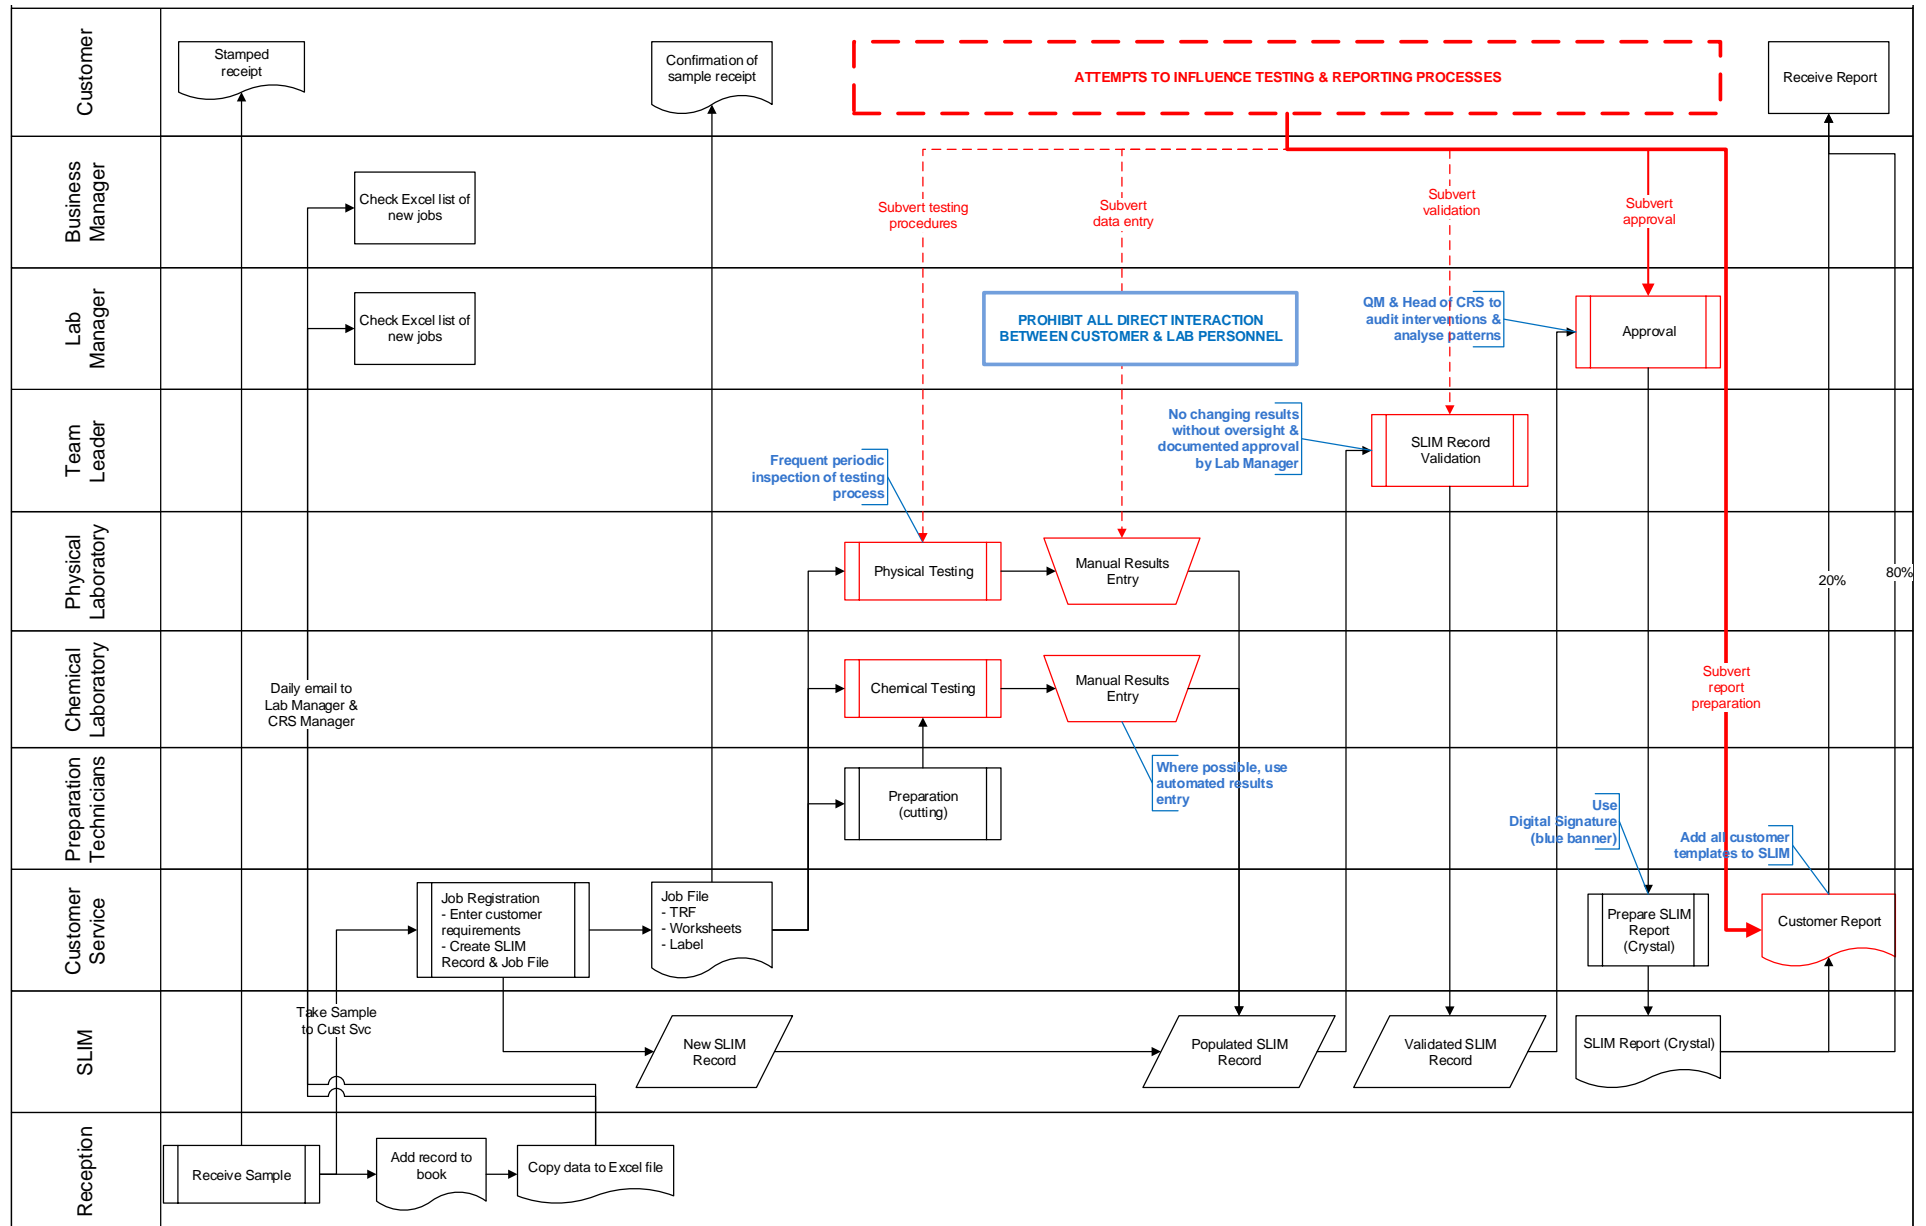 Customer
Stamped
receipt
Confirmation of
sample receipt
ATTEMPTS TO INFLUENCE TESTING & REPORTING PROCESSES
Receive Report
Business
Manager
Check Excel list of
new jobs
Subvert testing
procedures
Subvert
data entry
Subvert
validation
Subvert
approval
Lab
Manager
Check Excel list of
new jobs
PROHIBIT ALL DIRECT INTERACTION
BETWEEN CUSTOMER & LAB PERSONNEL
QM & Head of CRS to
audit interventions &
analyse patterns
Approval
Team
Leader
Frequent periodic
inspection of testing
process
No changing results
without oversight &
documented approval
by Lab Manager
SLIM Record
Validation
Physical
Laboratory
Physical Testing
Manual Results
Entry
20%
80%
Chemical
Laboratory
Daily email to
Lab Manager &
CRS Manager
Chemical Testing
Manual Results
Entry
Subvert
report
preparation
Preparation
Technicians
Preparation
(cutting)
Where possible, use
automated results
entry
Use
Digital Signature
(blue banner)
Add all customer
templates to SLIM
Customer
Service
Job Registration
- Enter customer
requirements
- Create SLIM
Record & Job File
Job File
- TRF
- Worksheets
- Label
Prepare SLIM
Report
(Crystal)
Customer Report
SLIM
Take Sample
to Cust Svc
New SLIM
Record
Populated SLIM
Record
Validated SLIM
Record
SLIM Report (Crystal)
Reception
Receive Sample
Add record to
book
Copy data to Excel file